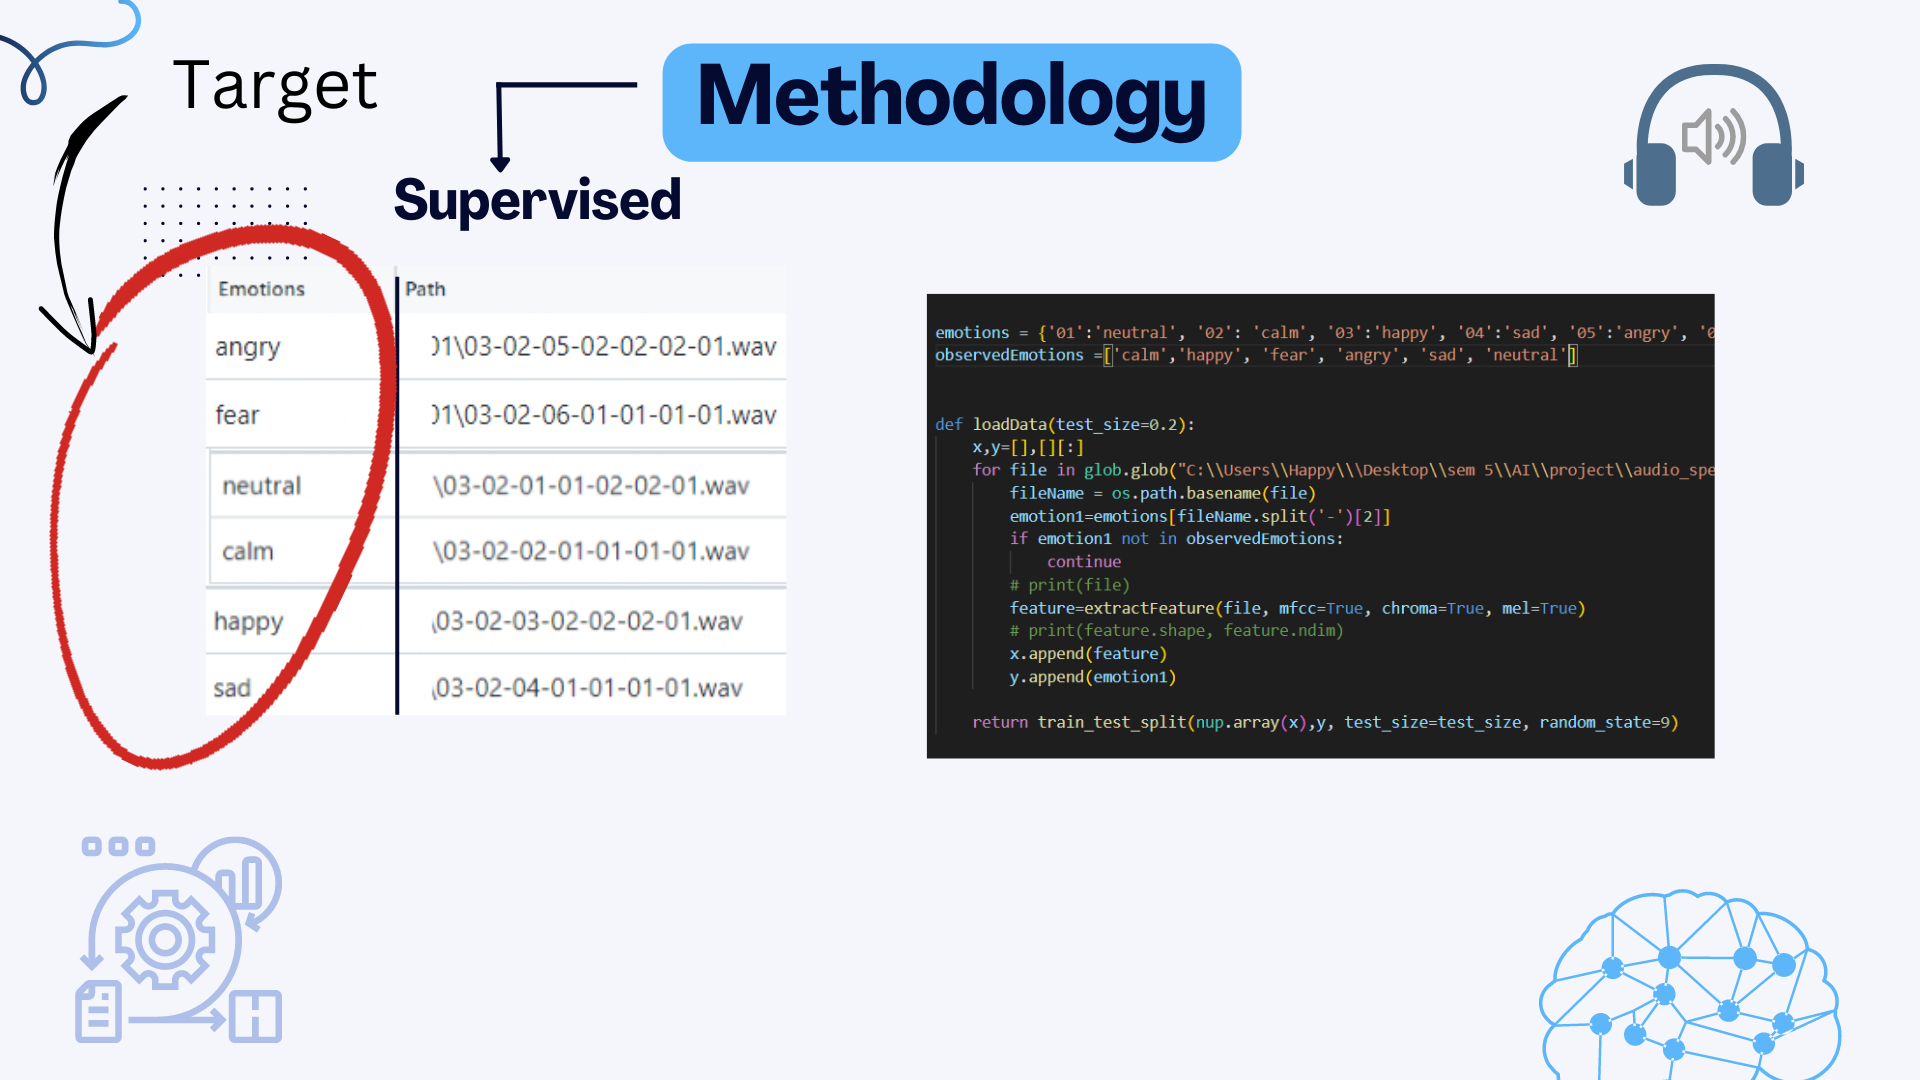 Target
Methodology
Supervised
Emotions Path
angry 01\03-02-05-02-02-02-01.wav
fear 01\03-02-06-01-01-01-01.wav
neutral \03-02-01-01-02-02-01.wav
calm \03-02-02-01-01-01-01.wav
happy \03-02-03-02-02-02-01.wav
sad \03-02-04-01-01-01-01.wav
emotions = {'01':'neutral', '02': 'calm', '03':'happy', '04':'sad', '05':'angry', '0
observedEmotions =['calm','happy', 'fear', 'angry', 'sad', 'neutral']
def loadData(test_size=0.2):
x,y=[],[][:]
for file in glob.glob("C:\\Users\\Happy\\\Desktop\\sem 5\\AI\\project\\audio_spe
fileName = os.path.basename(file)
emotion1=emotions[fileName.split('-')[2]]
if emotion1 not in observedEmotions:
continue
# print(file)
feature=extractFeature(file, mfcc=True, chroma=True, mel=True)
# print(feature.shape, feature.ndim)
x.append(feature)
y.append(emotion1)
return train_test_split(nup.array(x),y, test_size=test_size, random_state=9)